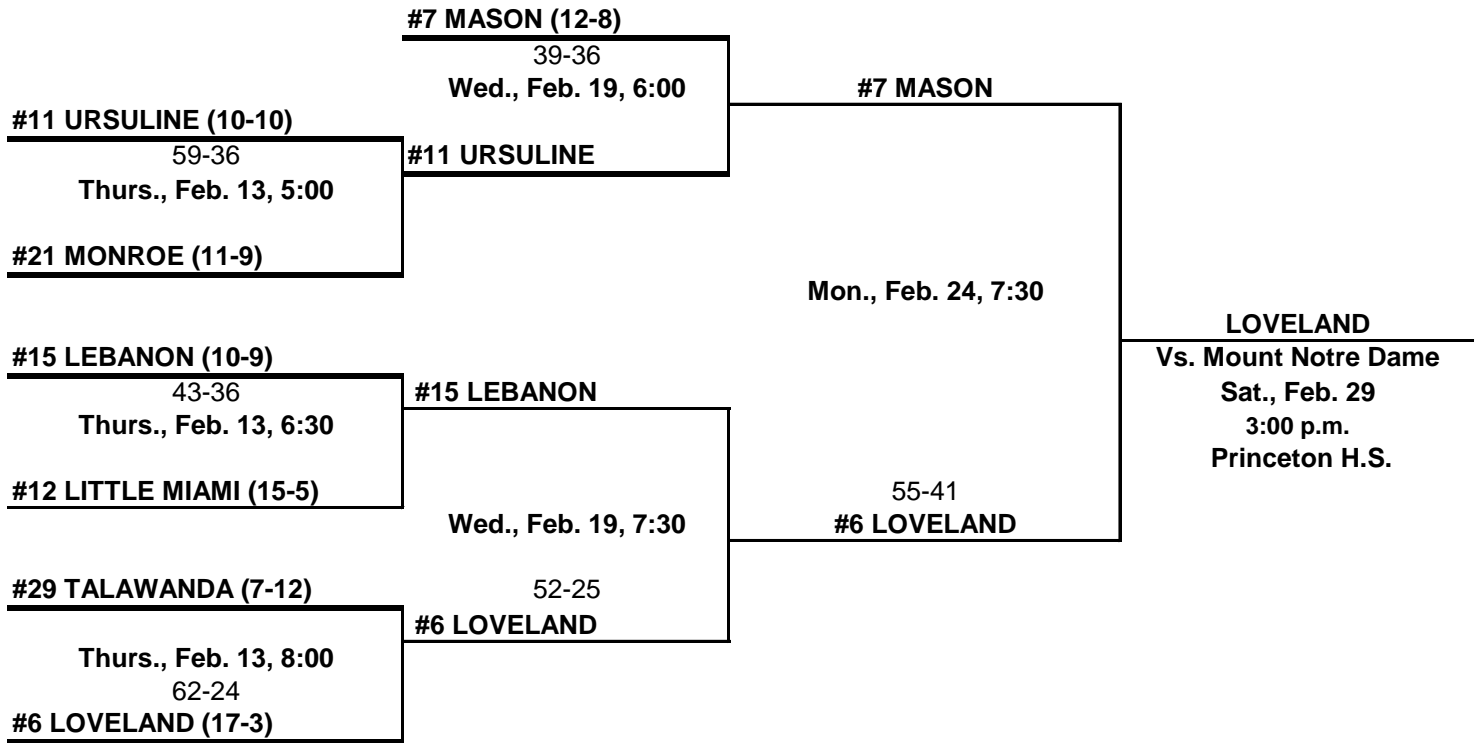 #7 MASON (12-8)
39-36
Wed., Feb. 19, 6:00
#7 MASON
#11 URSULINE (10-10)
59-36
#11 URSULINE
Thurs., Feb. 13, 5:00
#21 MONROE (11-9)
Mon., Feb. 24, 7:30
LOVELAND
#15 LEBANON (10-9)
Vs. Mount Notre Dame
43-36
#15 LEBANON
Sat., Feb. 29
Thurs., Feb. 13, 6:30
3:00 p.m.
Princeton H.S.
#12 LITTLE MIAMI (15-5)
55-41
Wed., Feb. 19, 7:30
#6 LOVELAND
#29 TALAWANDA (7-12)
52-25
#6 LOVELAND
Thurs., Feb. 13, 8:00
62-24
#6 LOVELAND (17-3)